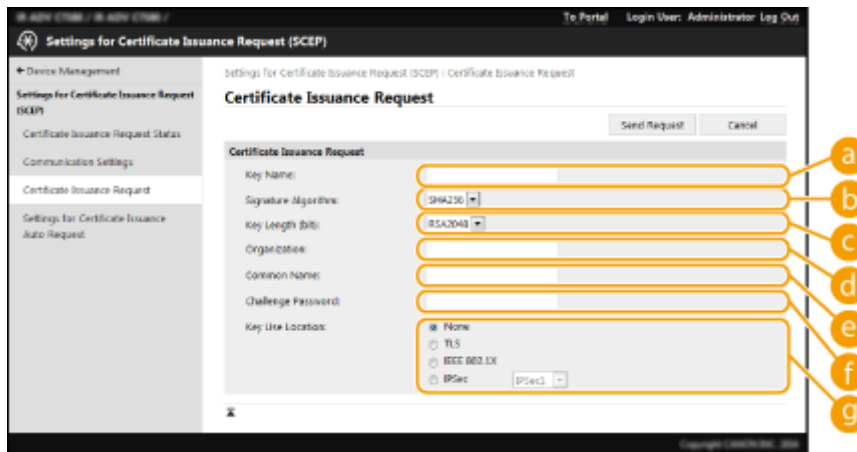 To Portal Login User: Administrator Log Out
Settings for Certificate Issuance Request (SCEP)
Device Management
Settings for Certificate Issuance Request (SCEP) : Certificate Issuance Request
Settings for Certificate Issuance Request
(SCEP)
Certificate Issuance Request
Certificate Issuance Request Status
Send Request Cancel
Communication Settings
Certificate Issuance Request
Certificate Issuance Request
Settings for Certificate Issuance
Auto Request
Key Name:
a
Signature Algorithm:
SHA256
b
Key Length (bit):
RSA2048
c
Organization:
d
Common Name:
e
Challenge Password:
f
Key Use Location:
None
TLS
IEEE 802.1X
IPSec IPSec1
g
Copyright CANON INC. 2016